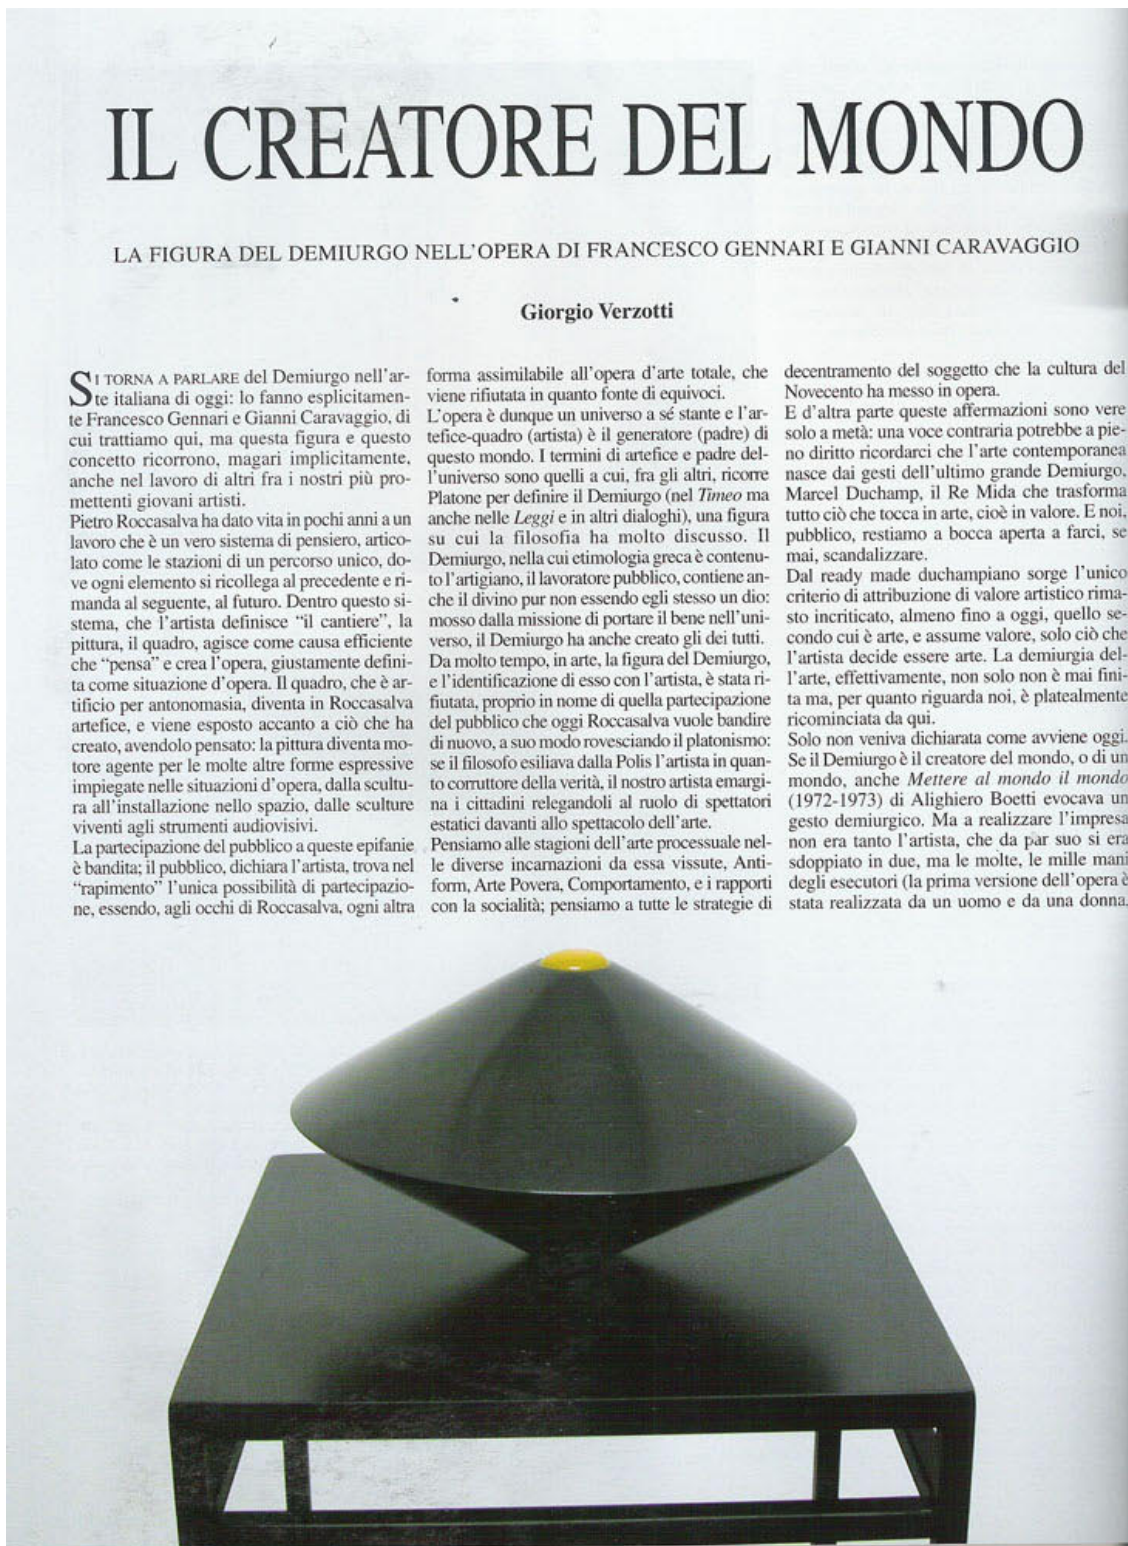 IL CREATORE DEL MONDO
LA FIGURA DEL DEMIURGO NELL'OPERA DI FRANCESCO GENNARI E GIANNI CARAVAGGIO
Giorgio Verzotti
SI TORNA A PARLARE del Demiurgo nell'ar-
te italiana di oggi: lo fanno esplicitamen-
te Francesco Gennari e Gianni Caravaggio, di
cui trattiamo qui, ma questa figura e questo
concetto ricorrono, magari implicitamente,
anche nel lavoro di altri fra i nostri più pro-
mettenti giovani artisti.
Pietro Roccasalva ha dato vita in pochi anni a un
lavoro che è un vero sistema di pensiero, artico-
lato come le stazioni di un percorso unico, do-
ve ogni elemento si ricollega al precedente e ri-
manda al seguente, al futuro. Dentro questo si-
stema, che l'artista definisce “il cantiere”, la
pittura, il quadro, agisce come causa efficiente
che “pensa” e crea l'opera, giustamente defini-
ta come situazione d'opera. Il quadro, che è ar-
tificio per antonomasia, diventa in Roccasalva
artefice, e viene esposto accanto a ciò che ha
creato, avendolo pensato: la pittura diventa mo-
tore agente per le molte altre forme espressive
impiegate nelle situazioni d'opera, dalla scultu-
ra all'installazione nello spazio, dalle sculture
viventi agli strumenti audiovisivi.
La partecipazione del pubblico a queste epifanie
è bandita; il pubblico, dichiara l'artista, trova nel
“rapimento” l'unica possibilità di partecipazio-
ne, essendo, agli occhi di Roccasalva, ogni altra
forma assimilabile all'opera d'arte totale, che
viene rifiutata in quanto fonte di equivoci.
L'opera è dunque un universo a sé stante e l'ar-
tefice-quadro (artista) è il generatore (padre) di
questo mondo. I termini di artefice e padre del-
l'universo sono quelli a cui, fra gli altri, ricorre
Platone per definire il Demiurgo (nel Timeo ma
anche nelle Leggi e in altri dialoghi), una figura
su cui la filosofia ha molto discusso. Il
Demiurgo, nella cui etimologia greca è contenu-
to l'artigiano, il lavoratore pubblico, contiene an-
che il divino pur non essendo egli stesso un dio:
mosso dalla missione di portare il bene nell'uni-
verso, il Demiurgo ha anche creato gli dei tutti.
Da molto tempo, in arte, la figura del Demiurgo,
e l'identificazione di esso con l'artista, è stata ri-
fiutata, proprio in nome di quella partecipazione
del pubblico che oggi Roccasalva vuole bandire
di nuovo, a suo modo rovesciando il platonismo:
se il filosofo esiliava dalla Polis l'artista in quan-
to corruttore della verità, il nostro artista emargi-
na i cittadini relegandoli al ruolo di spettatori
estatici davanti allo spettacolo dell'arte.
Pensiamo alle stagioni dell'arte processuale nel-
le diverse incarnazioni da essa vissute, Anti-
form, Arte Povera, Comportamento, e i rapporti
con la socialità; pensiamo a tutte le strategie di
decentramento del soggetto che la cultura del
Novecento ha messo in opera.
E d'altra parte queste affermazioni sono vere
solo a metà: una voce contraria potrebbe a pie-
no diritto ricordarci che l'arte contemporanea
nasce dai gesti dell'ultimo grande Demiurgo,
Marcel Duchamp, il Re Mida che trasforma
tutto ciò che tocca in arte, cioè in valore. E noi,
pubblico, restiamo a bocca aperta a farci, se
mai, scandalizzare.
Dal ready made duchampiano sorge l'unico
criterio di attribuzione di valore artistico rima-
sto incriticato, almeno fino a oggi, quello se-
condo cui è arte, e assume valore, solo ciò che
l'artista decide essere arte. La demiurgia del-
l'arte, effettivamente, non solo non è mai fini-
ta ma, per quanto riguarda noi, è platealmente
ricominciata da qui.
Solo non veniva dichiarata come avviene oggi.
Se il Demiurgo è il creatore del mondo, o di un
mondo, anche Mettere al mondo il mondo
(1972-1973) di Alighiero Boetti evocava un
gesto demiurgico. Ma a realizzare l'impresa
non era tanto l'artista, che da par suo si era
sdoppiato in due, ma le molte, le mille mani
degli esecutori (la prima versione dell'opera è
stata realizzata da un uomo e da una donna,